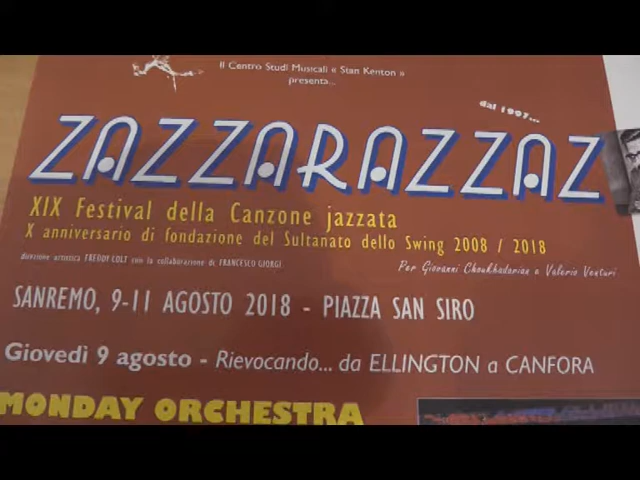 Il Centro Studi Musicali « Stan Kenton »
presenta...
dal 1997...
ZAZZARAZZAZ
XIX Festival della Canzone jazzata
X anniversario di fondazione del Sultanato dello Swing 2008 / 2018
direzione artistica FREDDY COLT con la collaborazione di FRANCESCO GIORGI
Per Giovanni Choukhadarian e Valerio Venturi
SANREMO, 9-11 AGOSTO 2018 - PIAZZA SAN SIRO
Giovedì 9 agosto - Rievocando... da ELLINGTON a CANFORA
MONDAY ORCHESTRA